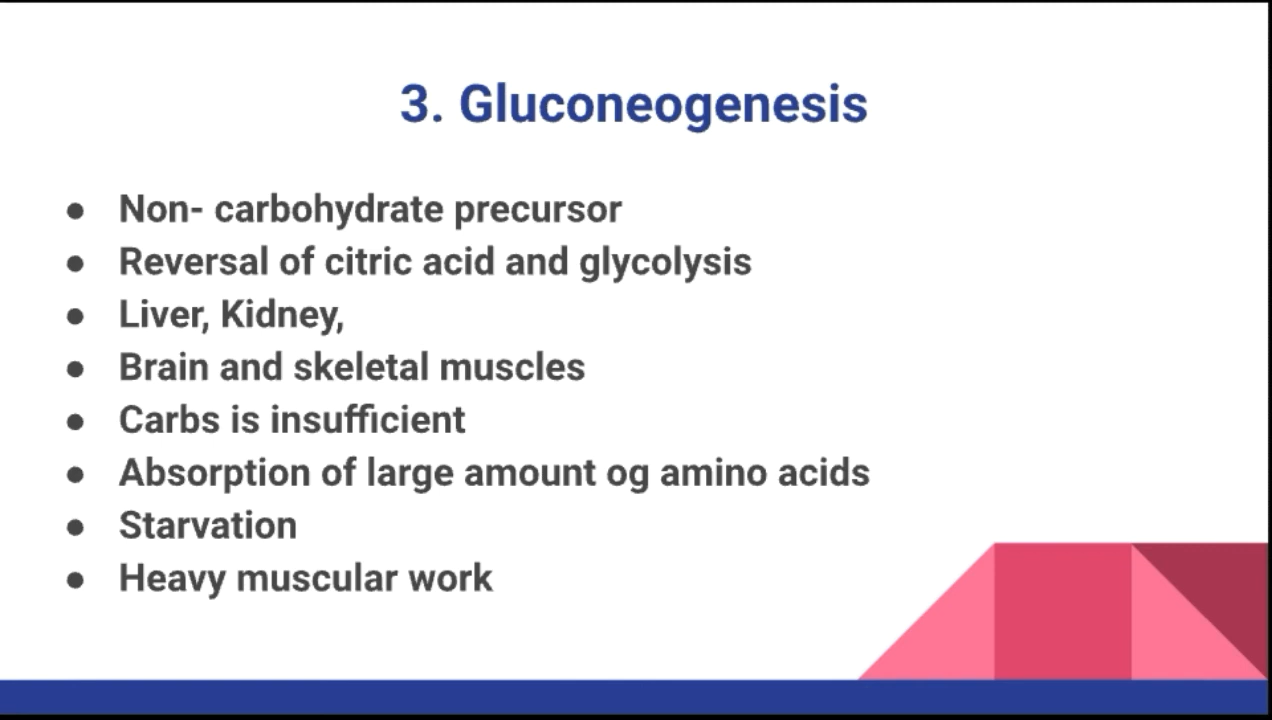 3. Gluconeogenesis
● Non- carbohydrate precursor
● Reversal of citric acid and glycolysis
● Liver, Kidney,
● Brain and skeletal muscles
● Carbs is insufficient
● Absorption of large amount og amino acids
● Starvation
● Heavy muscular work